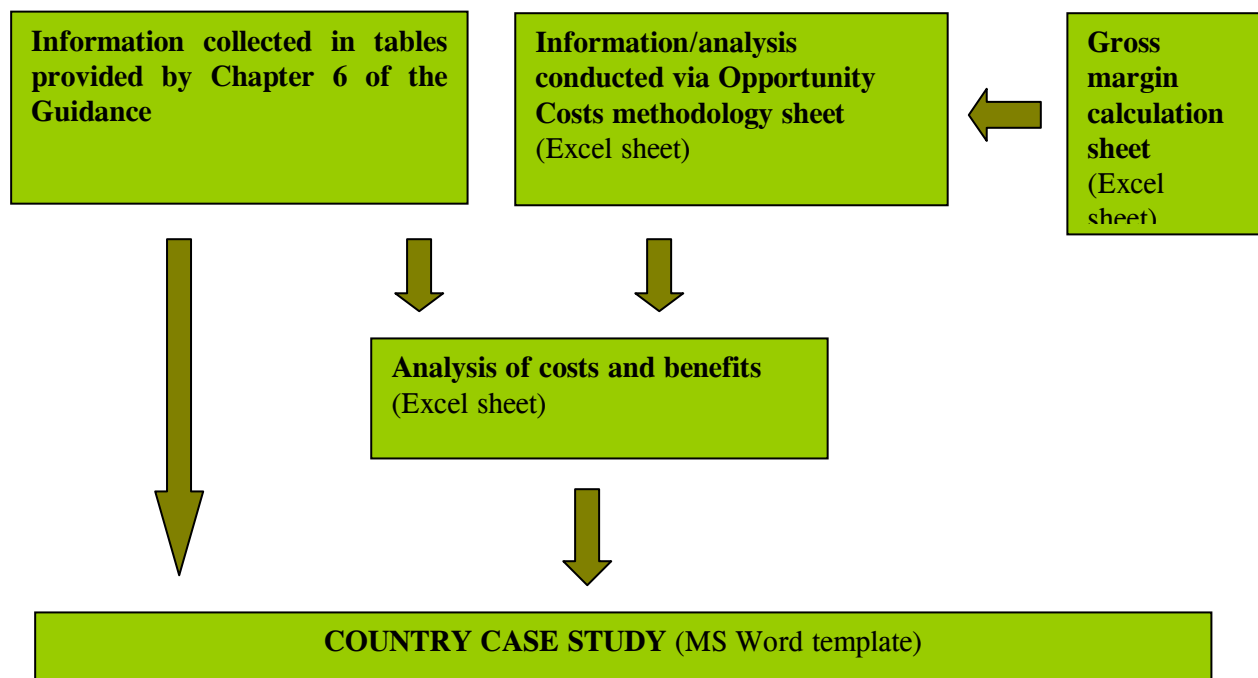 Information collected in tables
provided by Chapter 6 of the
Guidance
Information/analysis
conducted via Opportunity
Costs methodology sheet
(Excel sheet)
Gross
margin
calculation
sheet
(Excel
sheet)
Analysis of costs and benefits
(Excel sheet)
COUNTRY CASE STUDY (MS Word template)